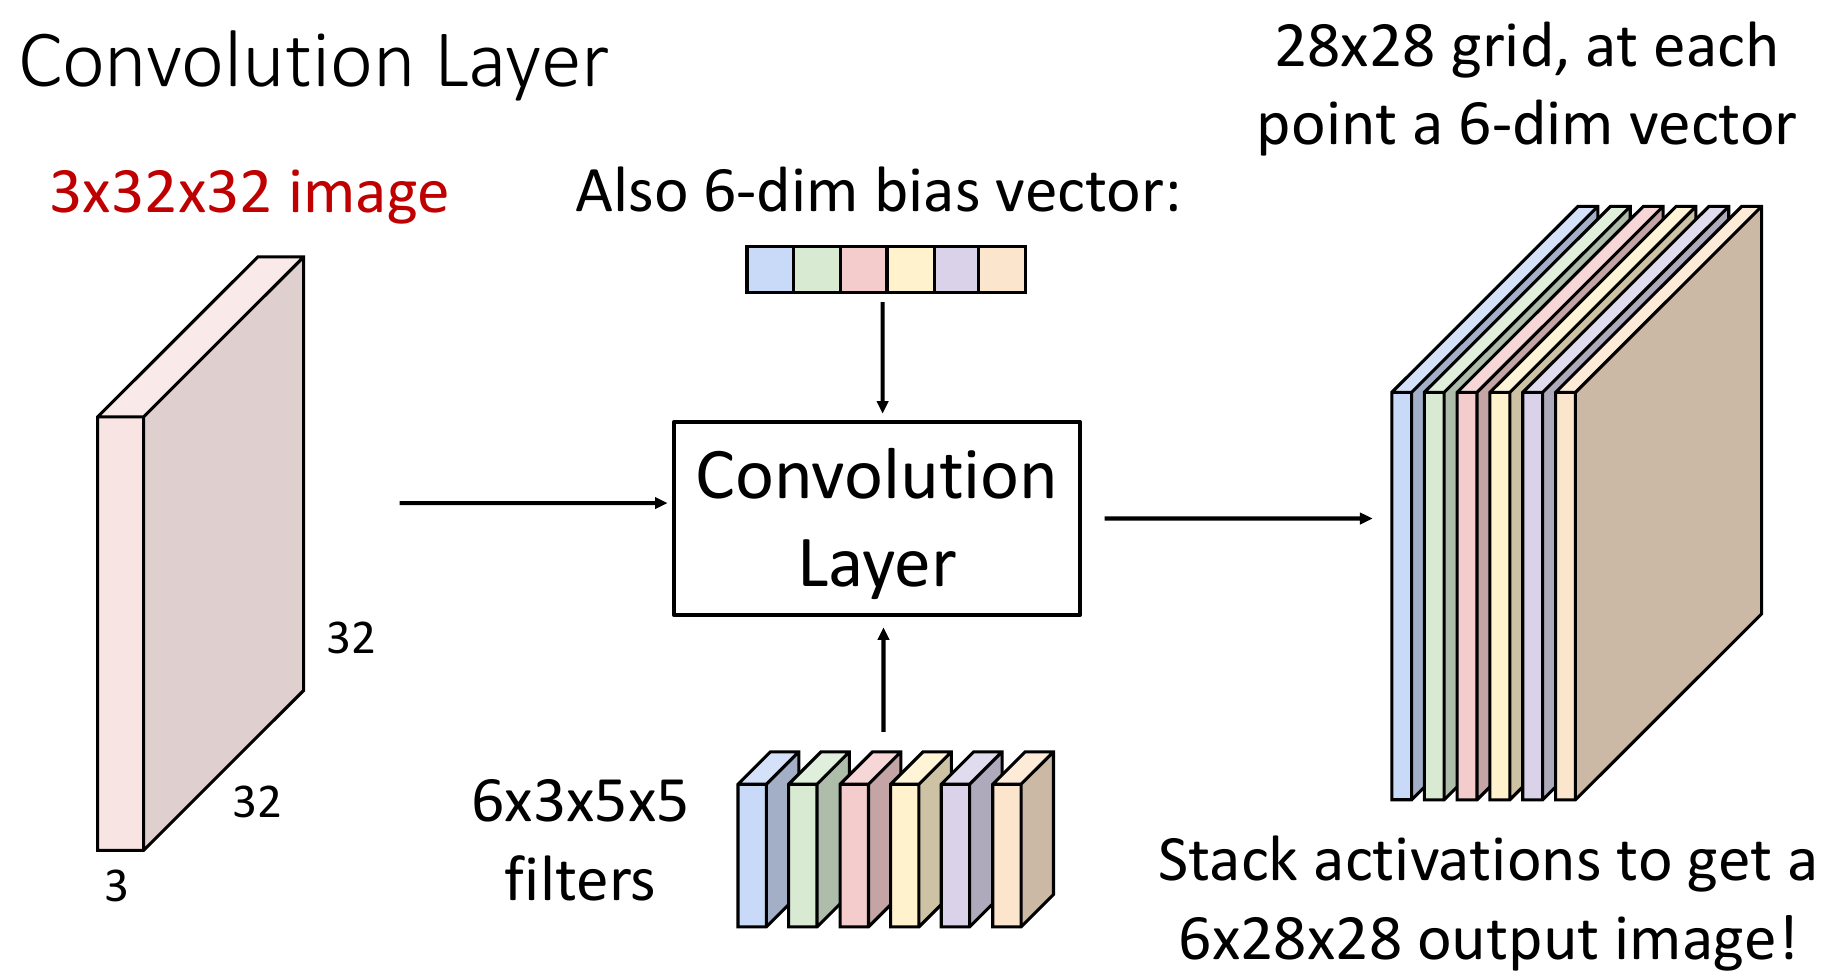 Convolution Layer
3x32x32 image
32
32
3
Also 6-dim bias vector:
Convolution
Layer
6x3x5x5
filters
28x28 grid, at each
point a 6-dim vector
Stack activations to get a
6x28x28 output image!